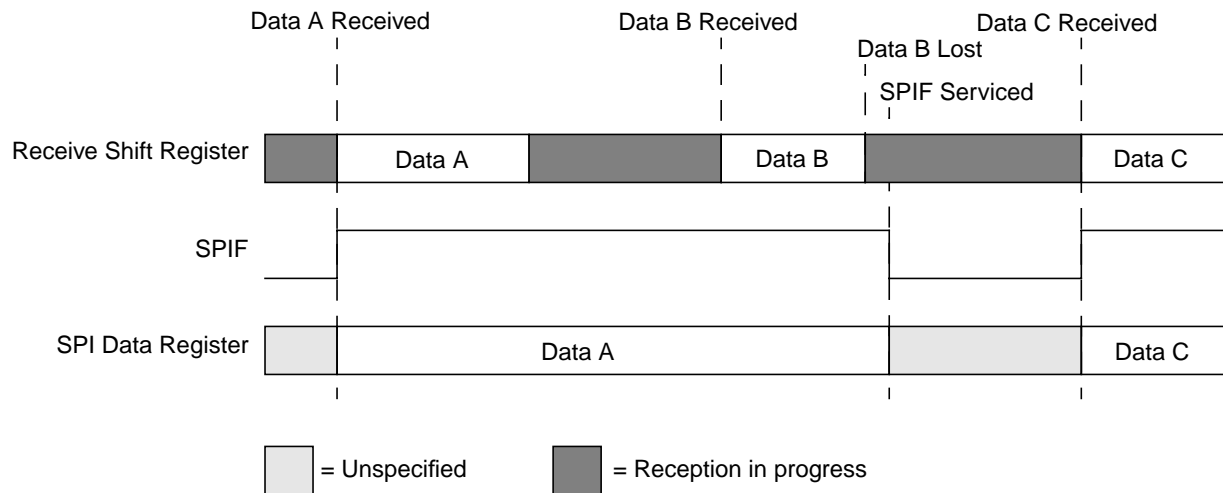 Data A Received
Data B Received
Data C Received
Data B Lost
SPIF Serviced
Receive Shift Register
Data A
Data B
Data C
SPIF
SPI Data Register
Data A
Data C
= Unspecified
= Reception in progress